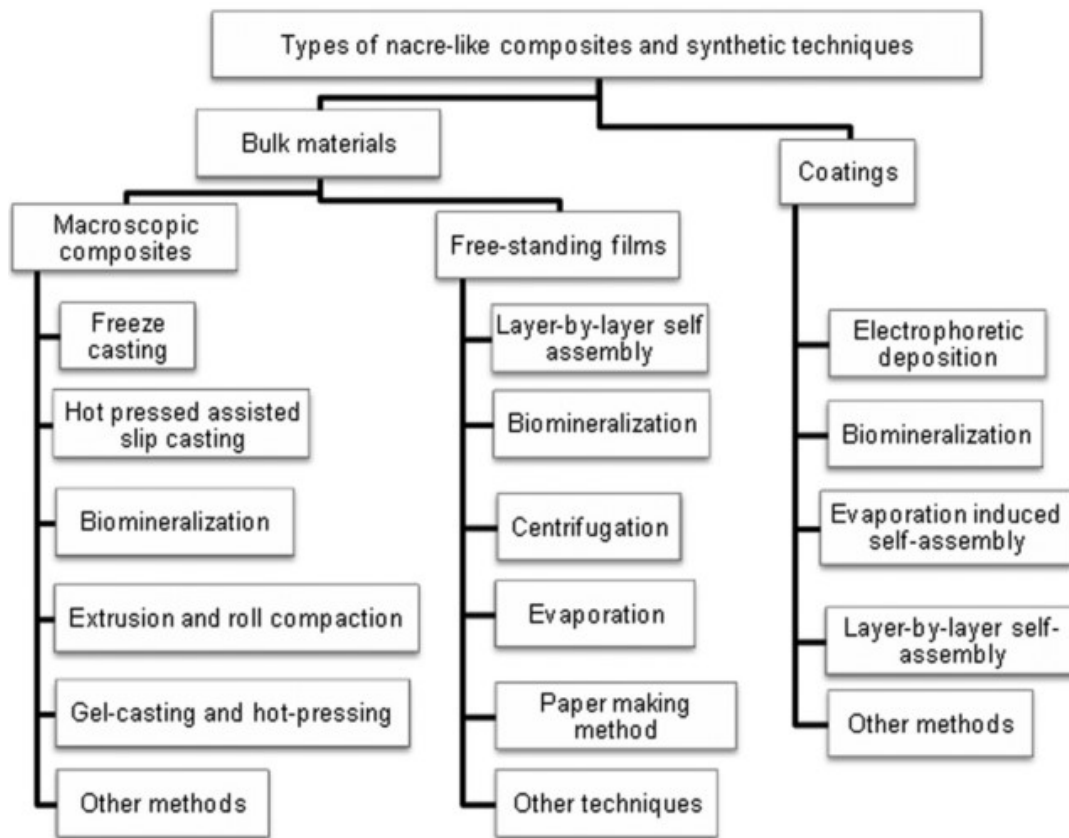 Types of nacre-like composites and synthetic techniques
Bulk materials
Coatings
Macroscopic
composites
Free-standing films
Freeze
casting
Hot pressed assisted
slip casting
Biomineralization
Extrusion and roll compaction
Gel-casting and hot-pressing
Other methods
Layer-by-layer self
assembly
Biomineralization
Centrifugation
Evaporation
Paper making
method
Other techniques
Electrophoretic
deposition
Biomineralization
Evaporation induced
self-assembly
Layer-by-layer self-
assembly
Other methods